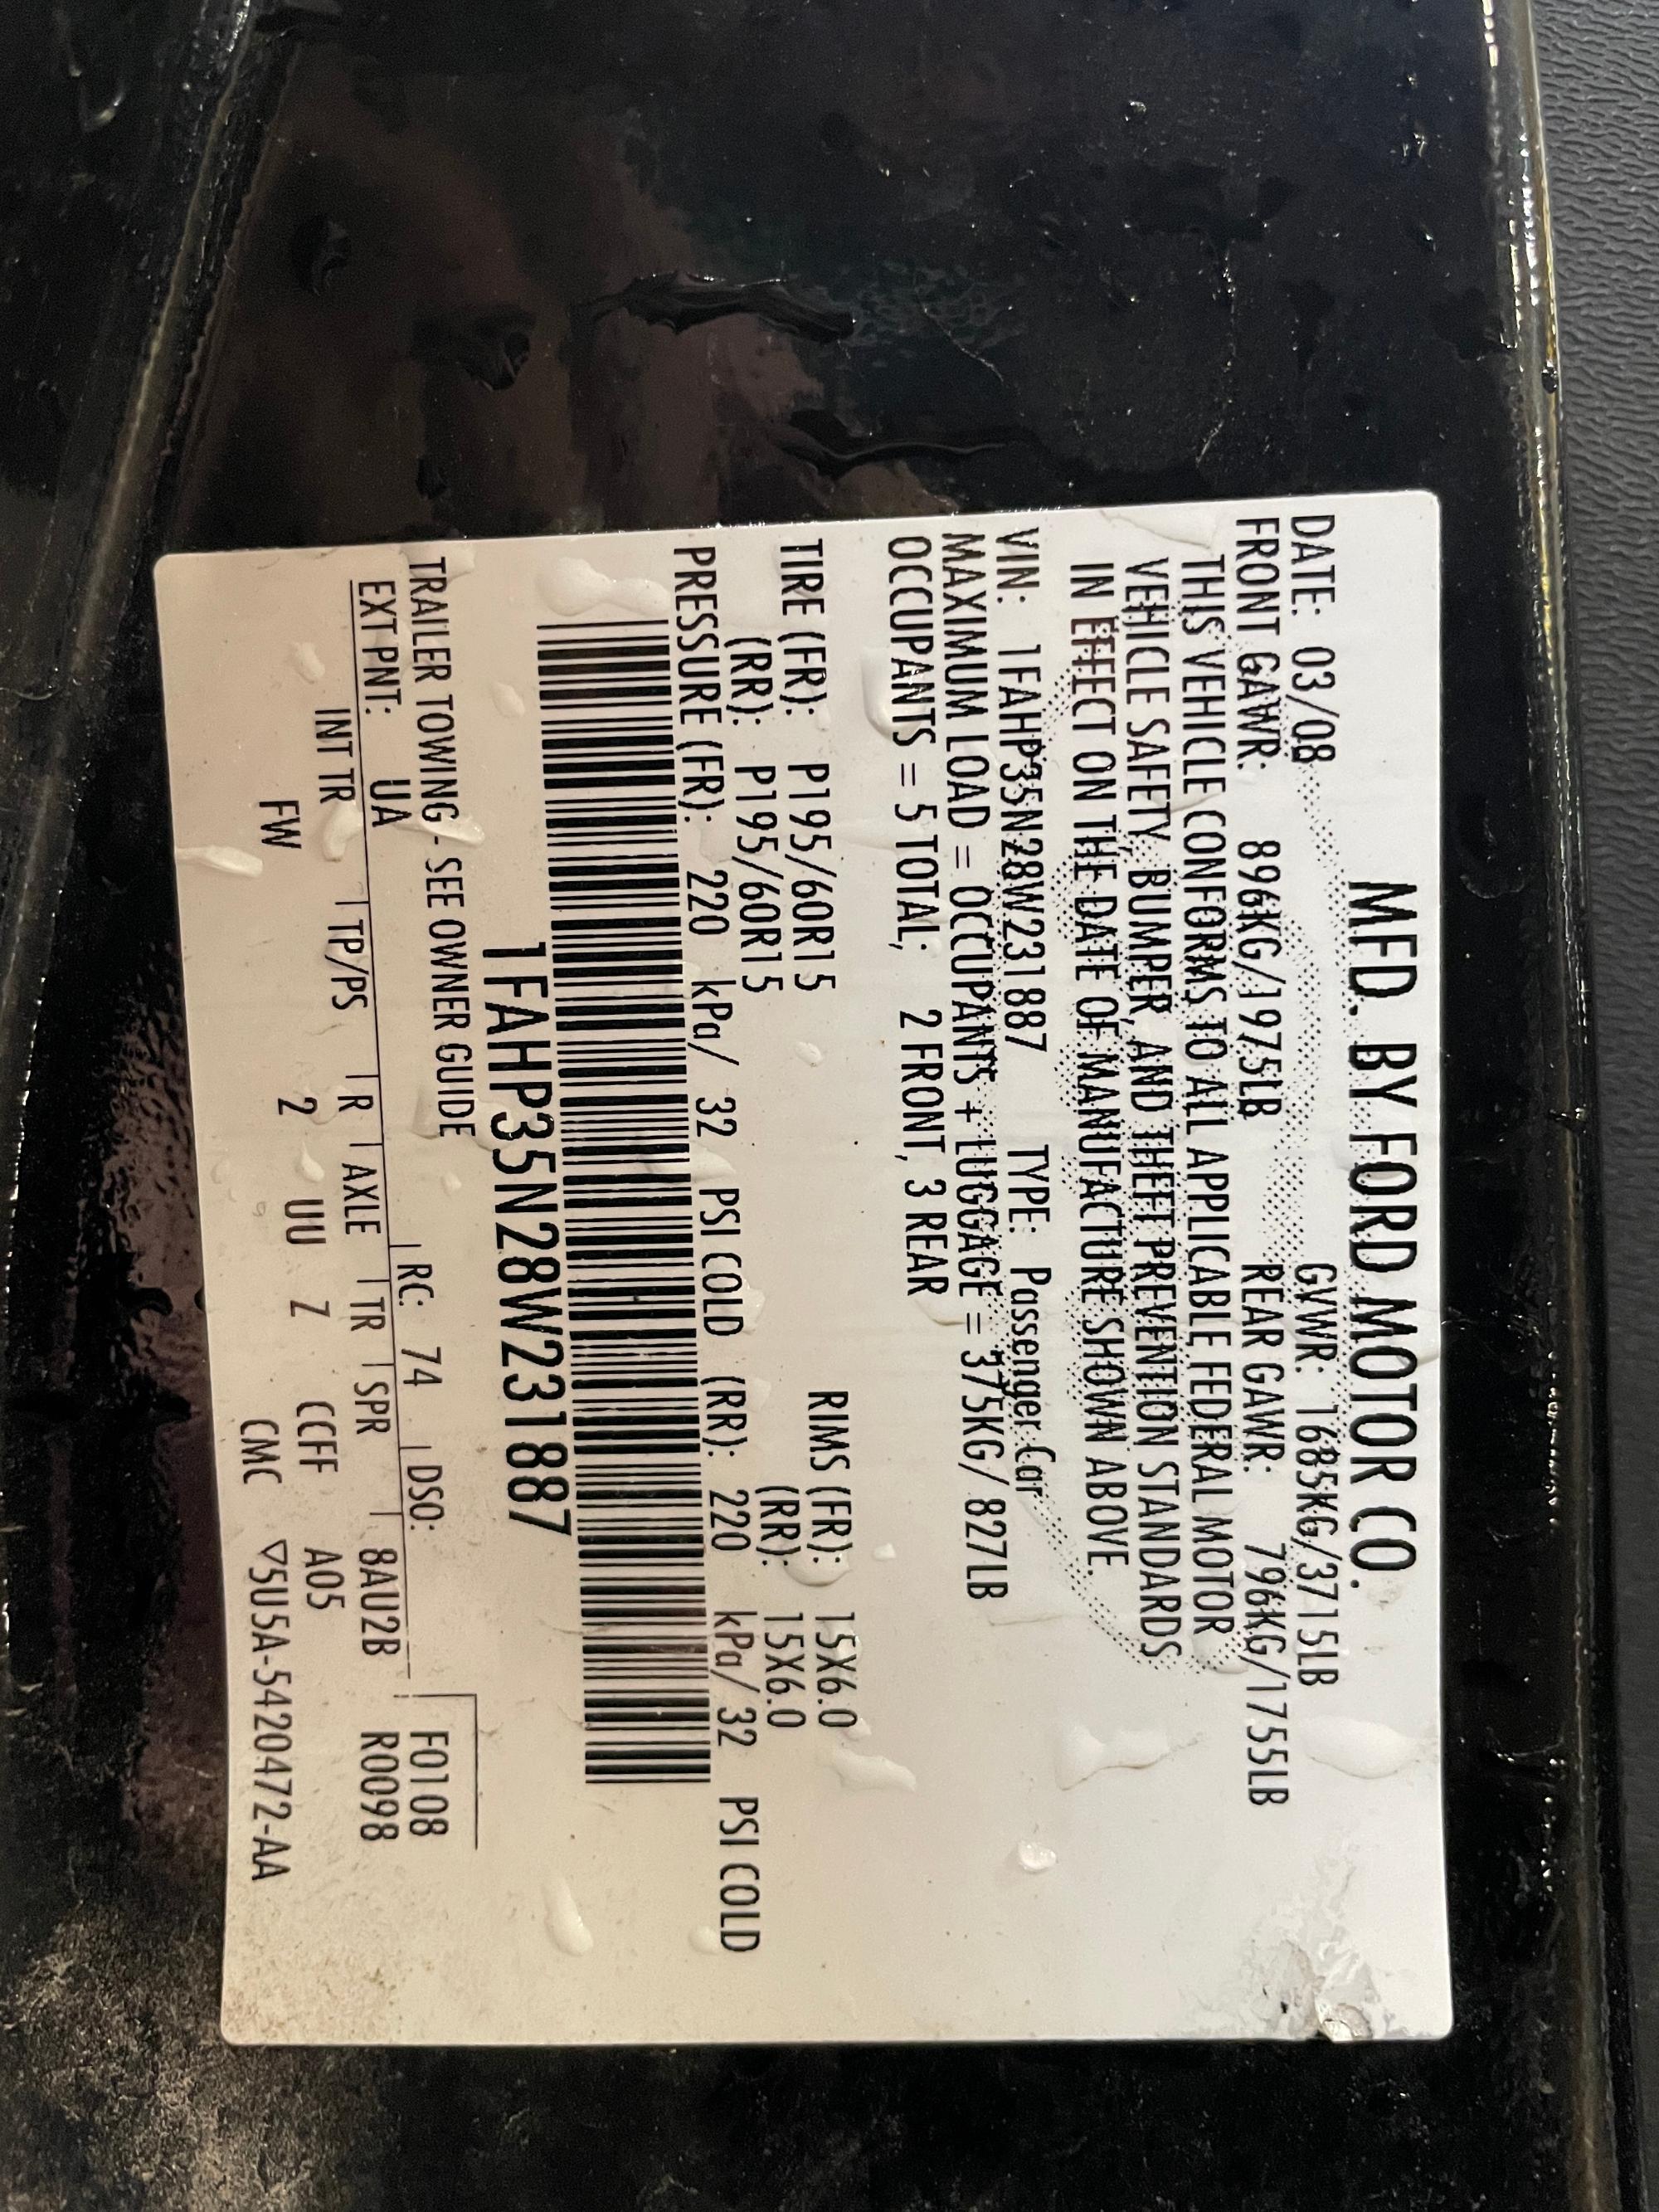 MFD. BY FORD MOTOR CO.
DATE: 03/08 GVWR: 1685KG/3715LB
FRONT GAWR: 896KG/1975LB REAR GAWR: 796KG/1755LB
THIS VEHICLE CONFORMS TO ALL APPLICABLE FEDERAL MOTOR
VEHICLE SAFETY, BUMPER, AND THEFT PREVENTION STANDARDS
IN EFFECT ON THE DATE OF MANUFACTURE SHOWN ABOVE.
VIN: 1FAHP35N28W231887 TYPE: Passenger Car
MAXIMUM LOAD = OCCUPANTS + LUGGAGE = 375KG/ 827LB
OCCUPANTS = 5 TOTAL; 2 FRONT, 3 REAR
TIRE (FR): P195/60R15 RIMS (FR): 15X6.0
(RR): P195/60R15 (RR): 15X6.0
PRESSURE (FR): 220 kPa/ 32 PSI COLD (RR): 220 kPa/ 32 PSI COLD
1FAHP35N28W231887
TRAILER TOWING - SEE OWNER GUIDE
F0108
EXT PNT: UA RC: 74 DSO: R0098
INT TR TP/PS R AXLE TR SPR 8AU2B
FW 2 UU Z CCFF A05
CMC ▽5U5A-5420472-AA